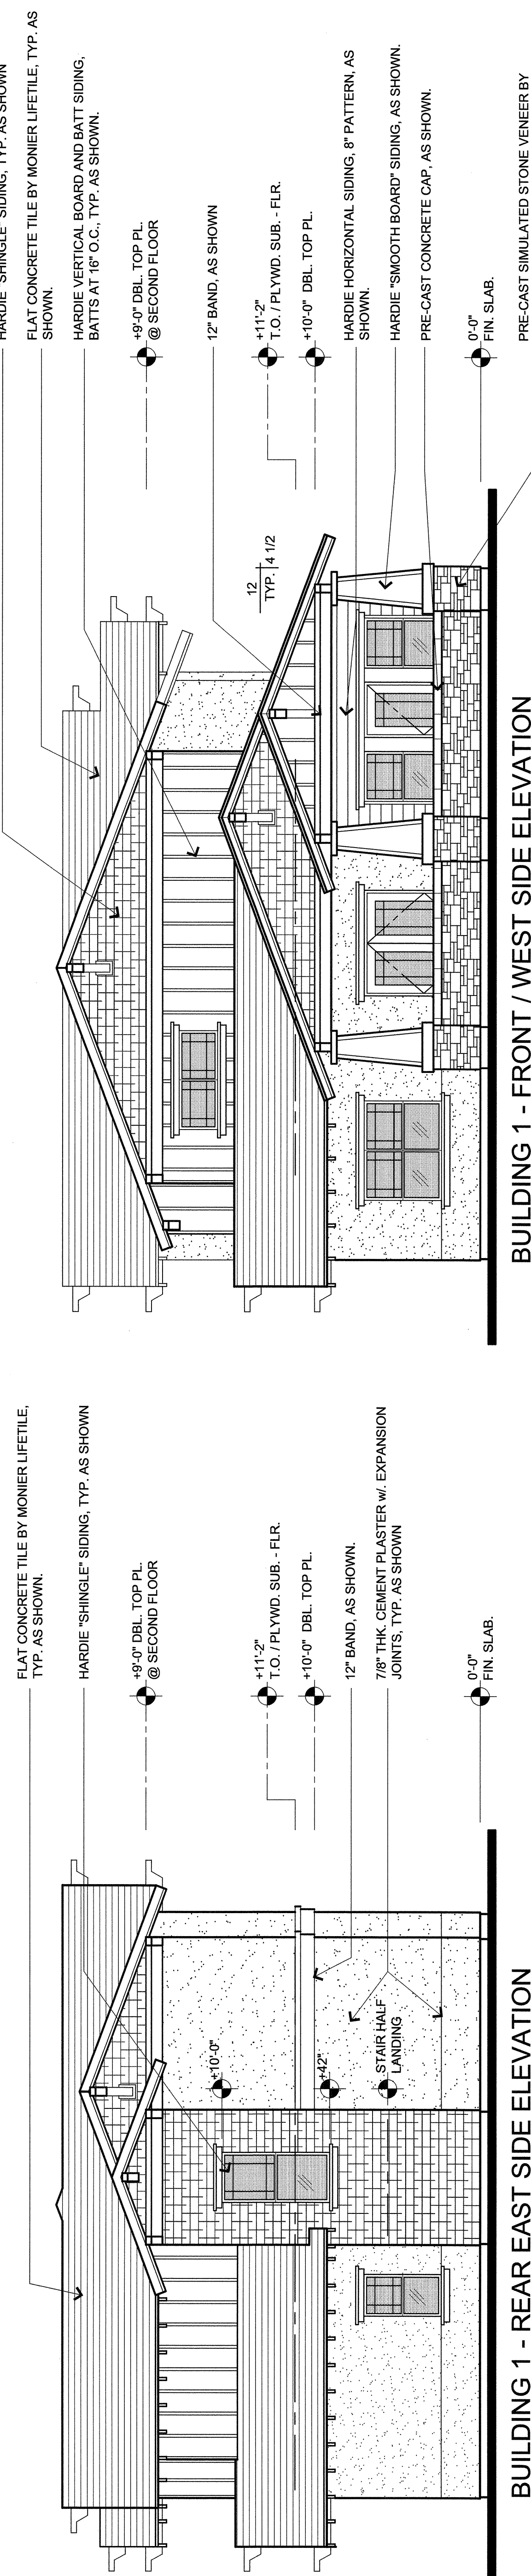 FLAT CONCRETE TILE BY MONIER LIFETILE,
TYP. AS SHOWN.
HARDIE "SHINGLE" SIDING, TYP. AS SHOWN
+9'-0" DBL. TOP PL.
@ SECOND FLOOR
+11'-2"
T.O. / PLYWD. SUB. - FLR.
+10'-0" DBL. TOP PL.
12" BAND, AS SHOWN.
7/8" THK. CEMENT PLASTER w/. EXPANSION
JOINTS, TYP. AS SHOWN
0'-0"
FIN. SLAB.
+10'-0"
+42"
STAIR HALF
LANDING
BUILDING 1 - REAR EAST SIDE ELEVATION
HARDIE "SHINGLE" SIDING, TYP. AS SHOWN
FLAT CONCRETE TILE BY MONIER LIFETILE, TYP. AS
SHOWN.
HARDIE VERTICAL BOARD AND BATT SIDING,
BATTS AT 16" O.C., TYP. AS SHOWN.
+9'-0" DBL. TOP PL.
@ SECOND FLOOR
12" BAND, AS SHOWN
+11'-2"
T.O. / PLYWD. SUB. - FLR.
+10'-0" DBL. TOP PL.
HARDIE HORIZONTAL SIDING, 8" PATTERN, AS
SHOWN.
HARDIE "SMOOTH BOARD" SIDING, AS SHOWN.
PRE-CAST CONCRETE CAP, AS SHOWN.
0'-0"
FIN. SLAB.
PRE-CAST SIMULATED STONE VENEER BY
12
TYP. 4 1/2
BUILDING 1 - FRONT / WEST SIDE ELEVATION